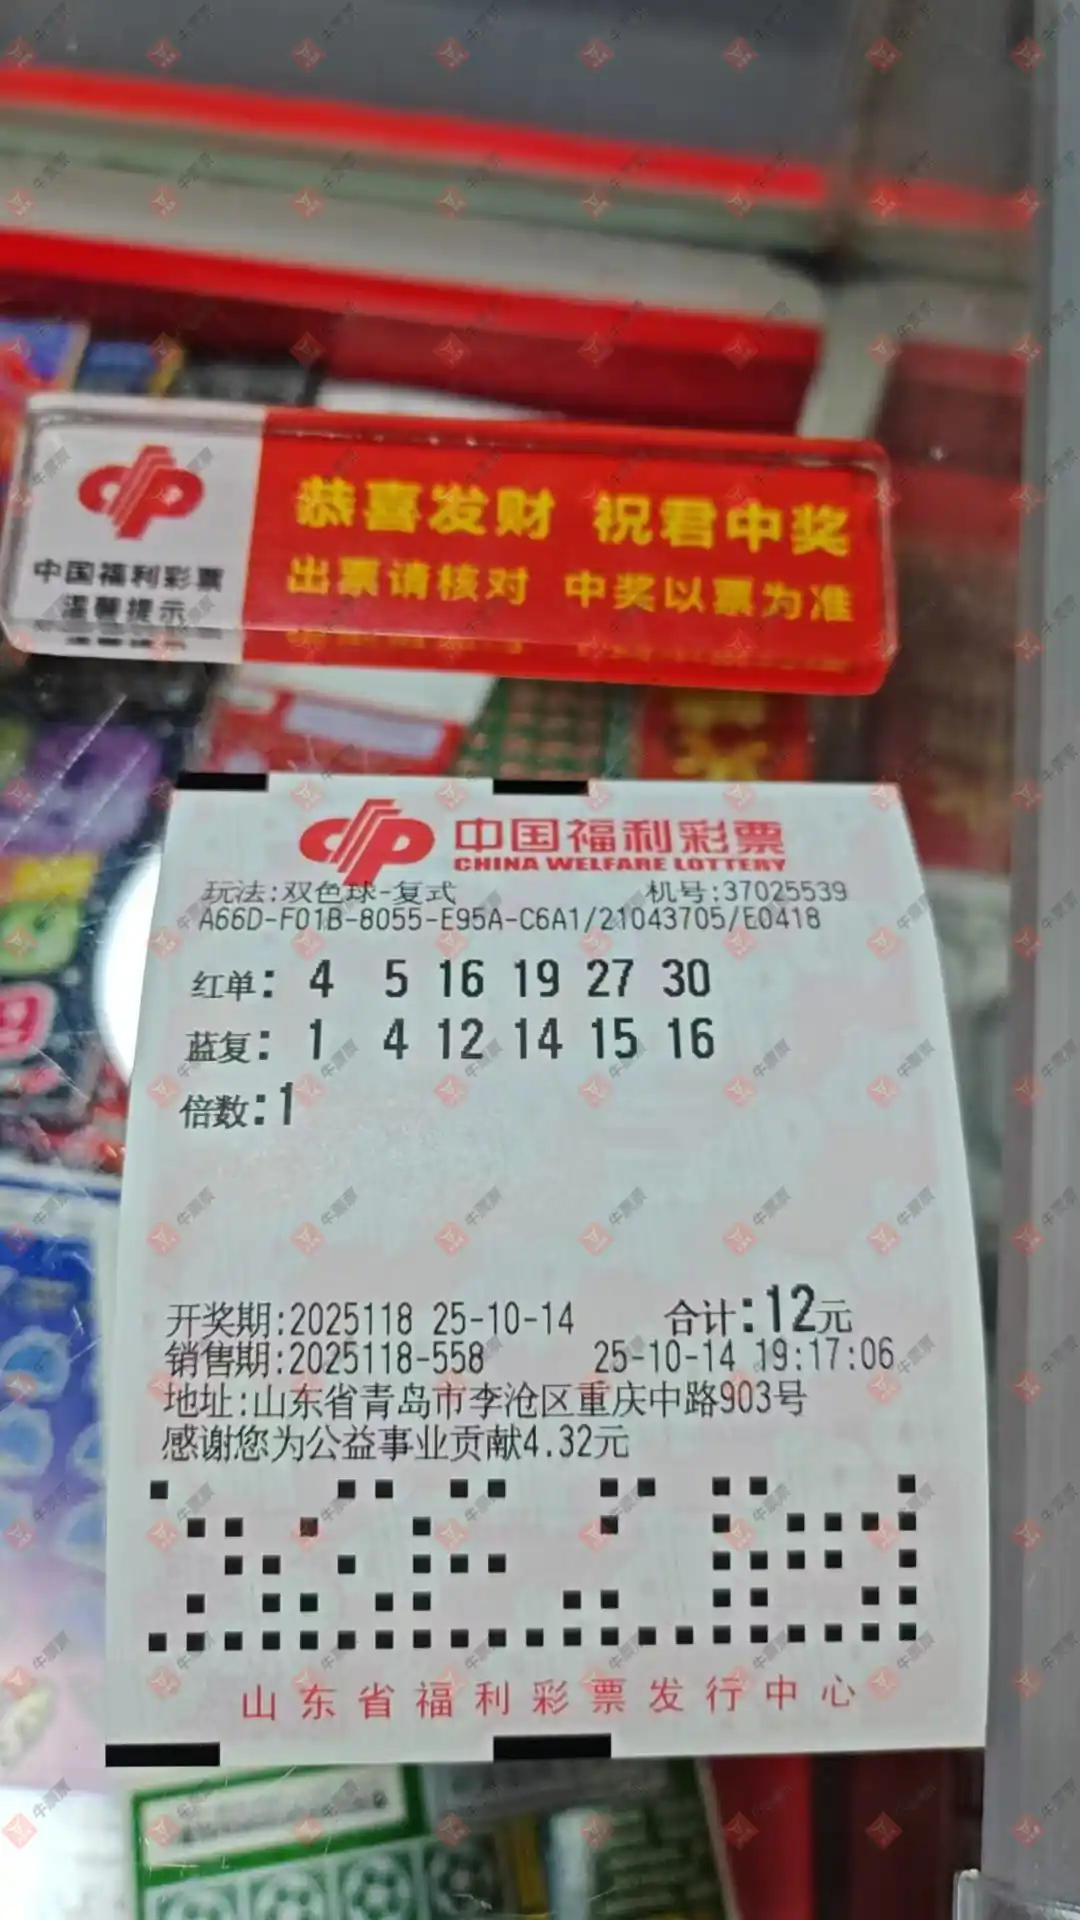 恭喜发财 祝君中奖
出票请核对 中奖以票为准
中国福利彩票
温馨提示
中国福利彩票
CHINA WELFARE LOTTERY
玩法:双色球-复式 机号:37025539
A66D-F01B-8055-E95A-C6A1/21043705/E0418
红单: 4 5 16 19 27 30
蓝复: 1 4 12 14 15 16
倍数:1
开奖期:2025118 25-10-14 合计:12元
销售期:2025118-558 25-10-14 19:17:06
地址:山东省青岛市李沧区重庆中路903号
感谢您为公益事业贡献4.32元
山东省福利彩票发行中心
牛票票